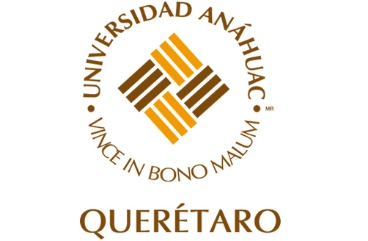 · UNIVERSIDAD ANÁHUAC ·
VINCE IN BONO MALUM
MR
QUERÉTARO